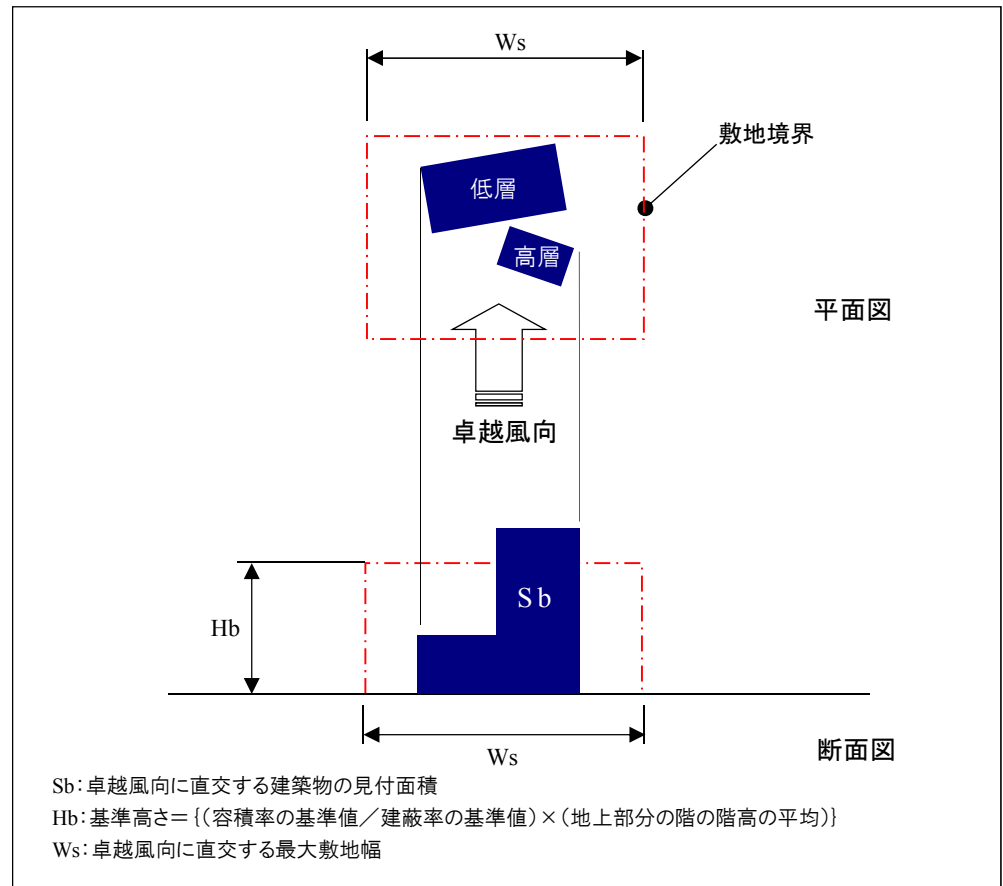 Ws
敷地境界
低層
高層
平面図
卓越風向
Sb
Hb
Ws
断面図
Sb:卓越風向に直交する建築物の見付面積
Hb:基準高さ={(容積率の基準値/建蔽率の基準値)×(地上部分の階の階高の平均)}
Ws:卓越風向に直交する最大敷地幅